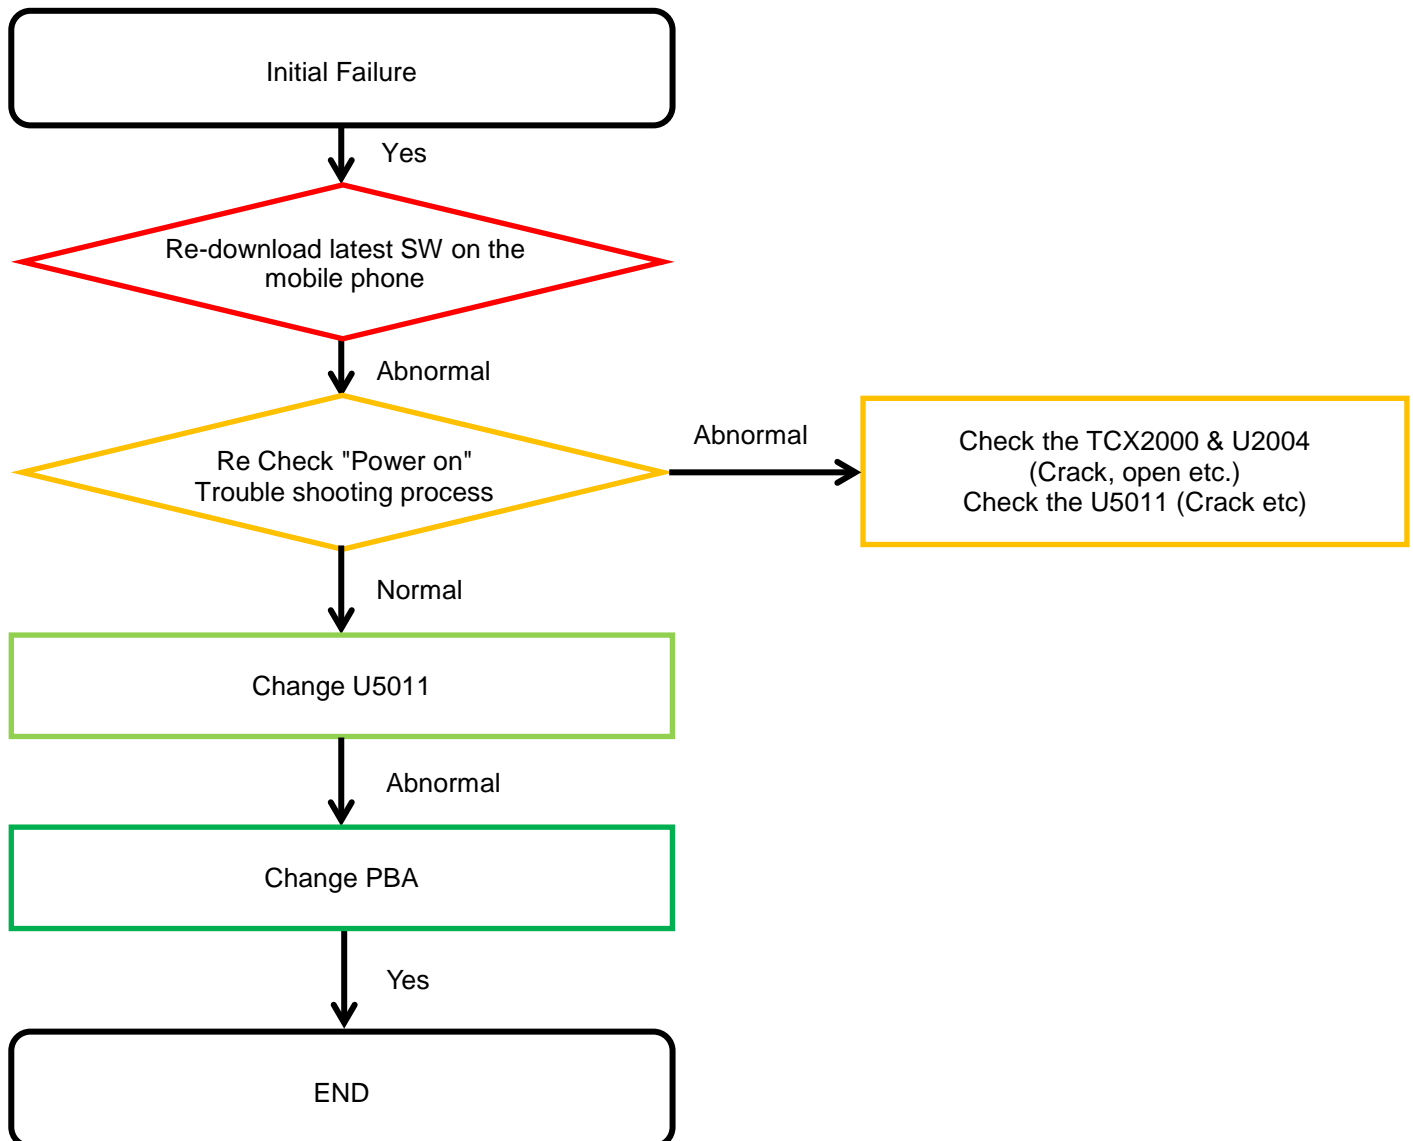 Initial Failure
Yes
Re-download latest SW on the
mobile phone
Abnormal
Re Check "Power on"
Trouble shooting process
Abnormal
Check the TCX2000 & U2004
(Crack, open etc.)
Check the U5011 (Crack etc)
Normal
Change U5011
Abnormal
Change PBA
Yes
END